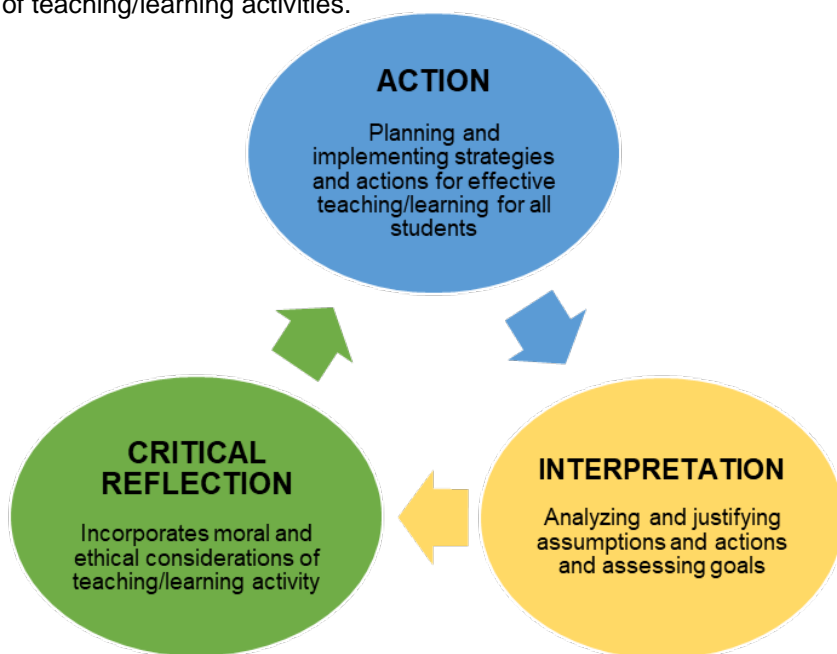 of teaching/learning activities.
ACTION
Planning and
implementing strategies
and actions for effective
teaching/learning for all
students
CRITICAL
REFLECTION
Incorporates moral and
ethical considerations of
teaching/learning activity
INTERPRETATION
Analyzing and justifying
assumptions and actions
and assessing goals